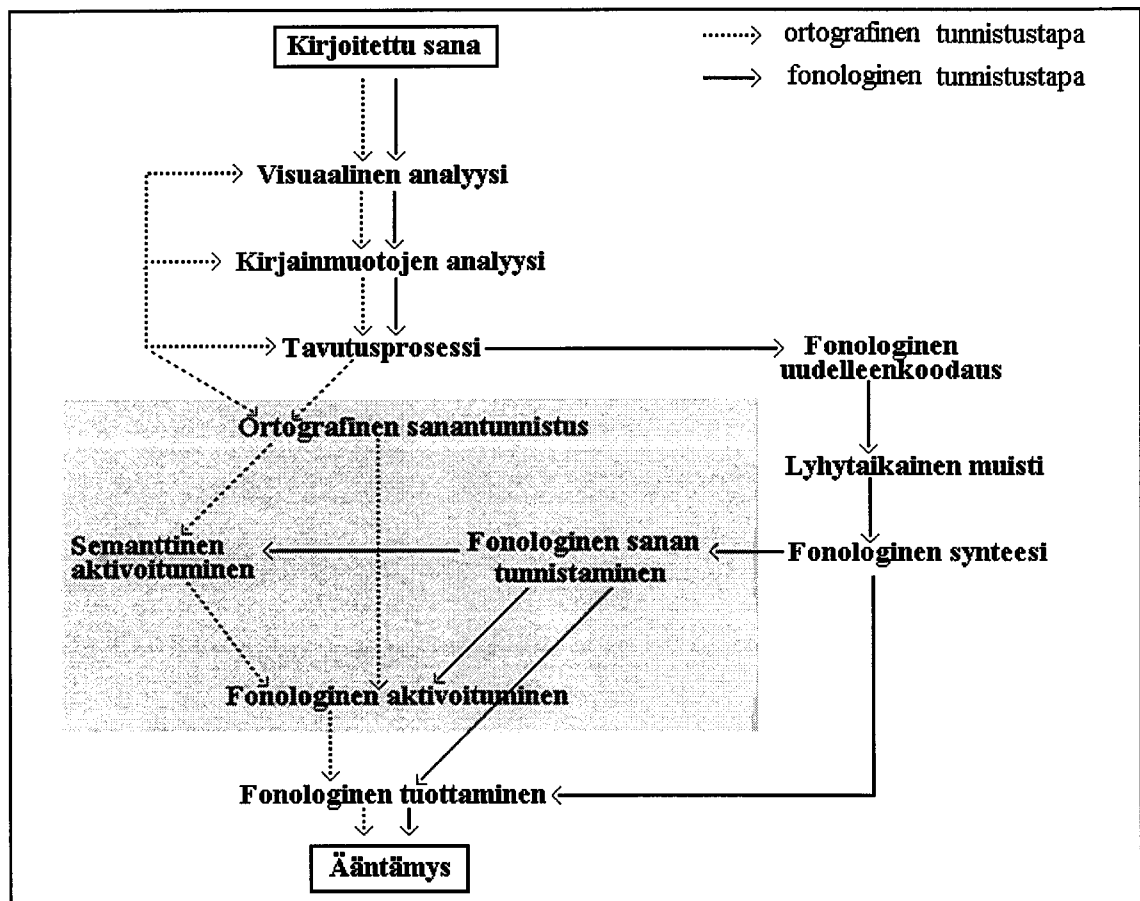 Kirjoitettu sana
ortografinen tunnistustapa
fonologinen tunnistustapa
Visuaalinen analyysi
Kirjainmuotojen analyysi
Tavutusprosessi
Fonologinen
uudelleenkoodaus
Ortografinen sanantunnistus
Lyhytaikainen muisti
Semanttinen
aktivoituminen
Fonologinen sanan
tunnistaminen
Fonologinen synteesi
Fonologinen aktivoituminen
Fonologinen tuottaminen
Ääntämys